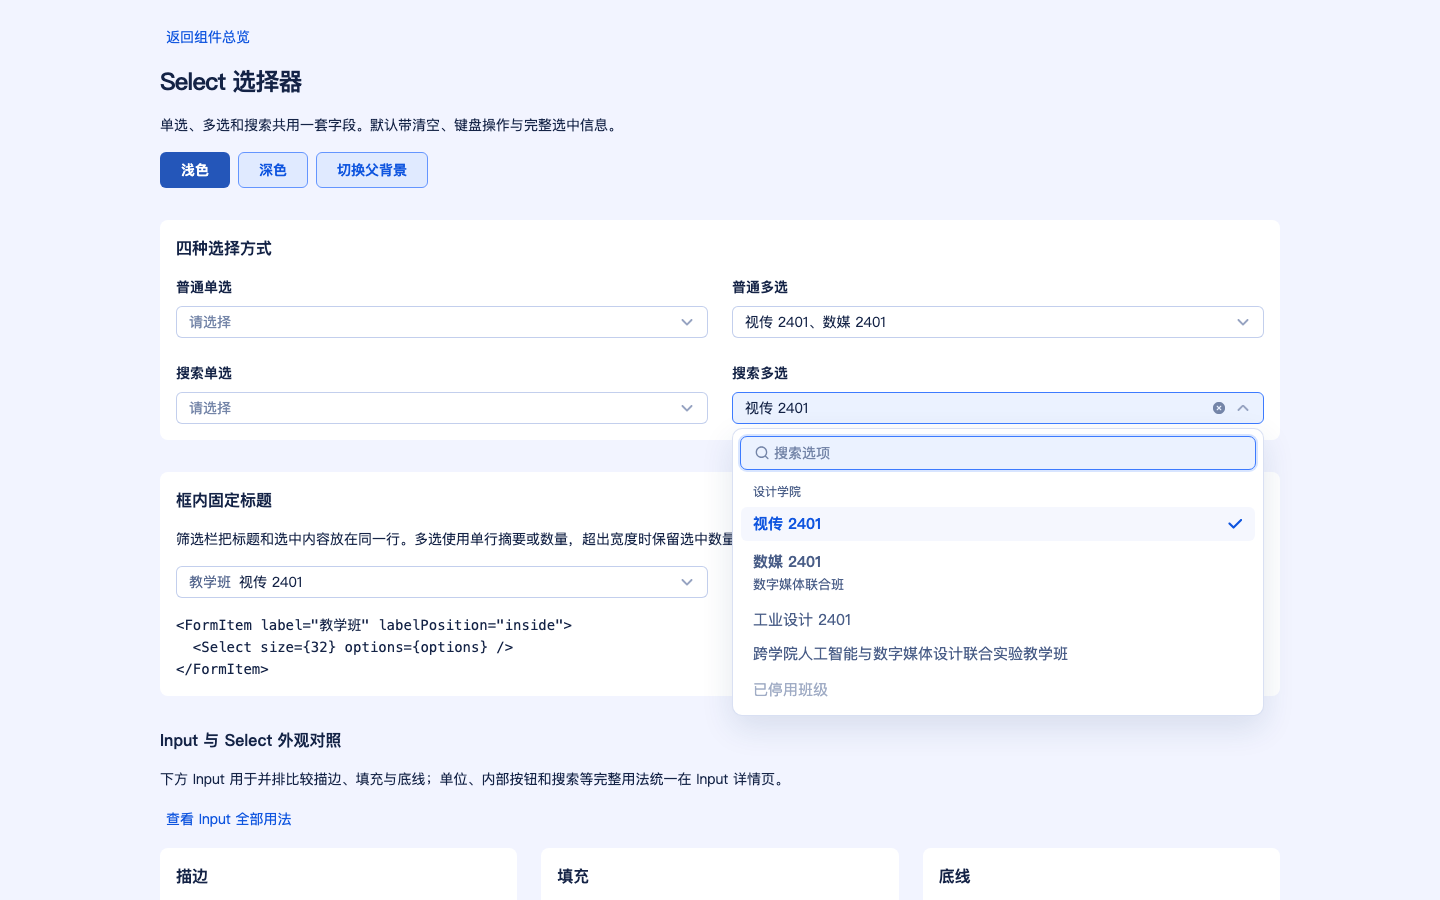 返回组件总览
Select 选择器
单选、多选和搜索共用一套字段。默认带清空、键盘操作与完整选中信息。
浅色
深色
切换父背景
四种选择方式
普通单选
请选择
普通多选
视传 2401、数媒 2401
搜索单选
请选择
搜索多选
视传 2401
搜索选项
设计学院
视传 2401
数媒 2401
数字媒体联合班
工业设计 2401
跨学院人工智能与数字媒体设计联合实验教学班
已停用班级
框内固定标题
筛选栏把标题和选中内容放在同一行。多选使用单行摘要或数量，超出宽度时保留选中数量
教学班 视传 2401
<FormItem label="教学班" labelPosition="inside">
  <Select size={32} options={options} />
</FormItem>
Input 与 Select 外观对照
下方 Input 用于并排比较描边、填充与底线；单位、内部按钮和搜索等完整用法统一在 Input 详情页。
查看 Input 全部用法
描边
填充
底线